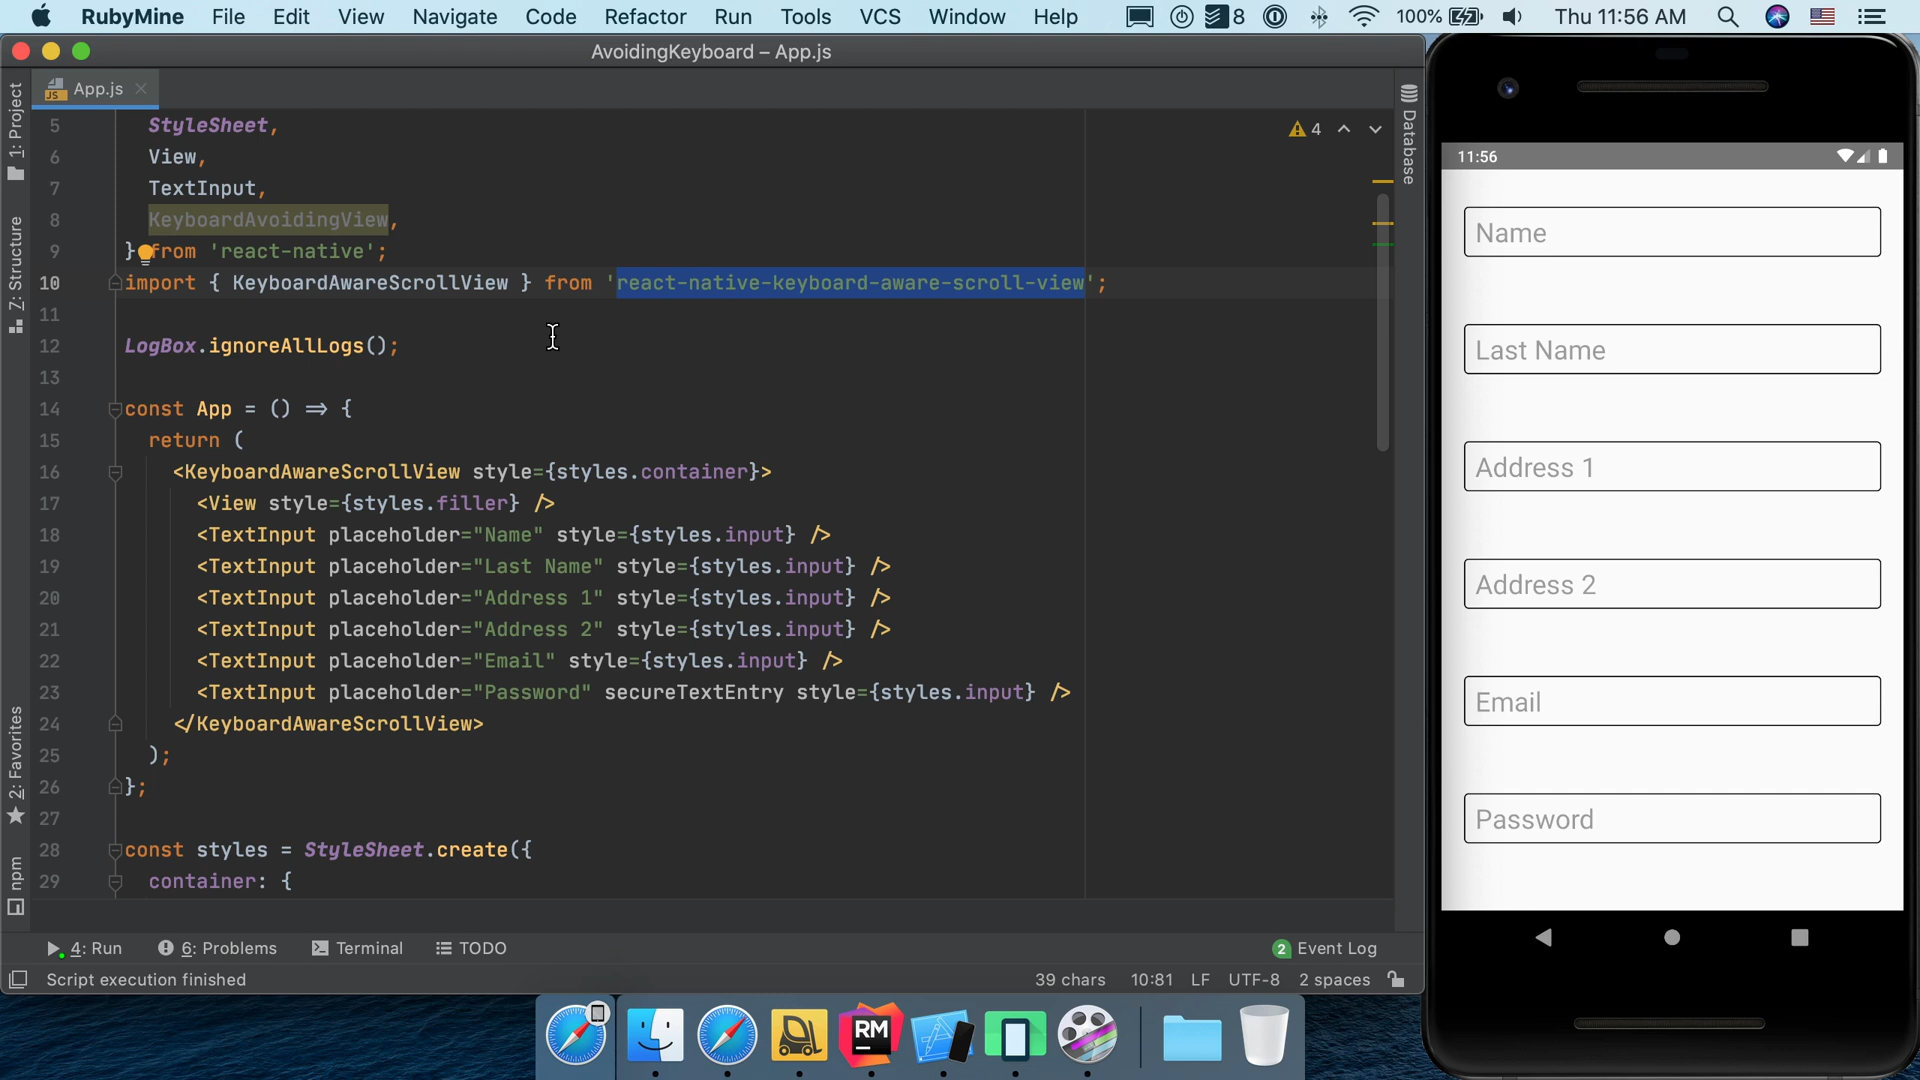 RubyMine File Edit View Navigate Code Refactor Run Tools VCS Window Help 8 100% Thu 11:56 AM
AvoidingKeyboard – App.js
JS App.js
1: Project
Z: Structure
2: Favorites
npm
Database
4
5 StyleSheet,
6 View,
7 TextInput,
8 KeyboardAvoidingView,
9 } from 'react-native';
10 import { KeyboardAwareScrollView } from 'react-native-keyboard-aware-scroll-view';
11
12 LogBox.ignoreAllLogs();
13
14 const App = () => {
15 return (
16 <KeyboardAwareScrollView style={styles.container}>
17 <View style={styles.filler} />
18 <TextInput placeholder="Name" style={styles.input} />
19 <TextInput placeholder="Last Name" style={styles.input} />
20 <TextInput placeholder="Address 1" style={styles.input} />
21 <TextInput placeholder="Address 2" style={styles.input} />
22 <TextInput placeholder="Email" style={styles.input} />
23 <TextInput placeholder="Password" secureTextEntry style={styles.input} />
24 </KeyboardAwareScrollView>
25 );
26 };
27
28 const styles = StyleSheet.create({
29 container: {
4: Run 6: Problems Terminal TODO 2 Event Log
Script execution finished 39 chars 10:81 LF UTF-8 2 spaces
RM
11:56
Name
Last Name
Address 1
Address 2
Email
Password